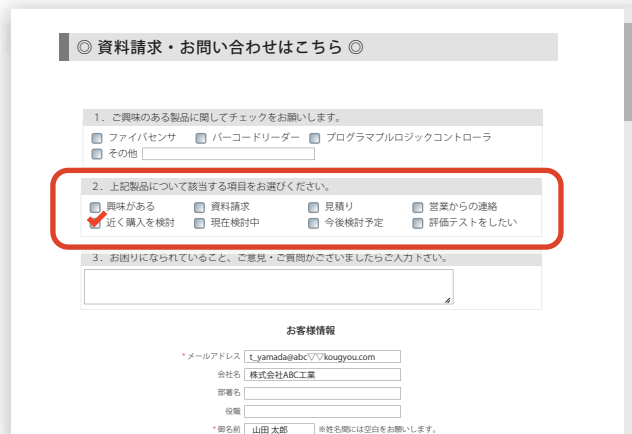 ◎ 資料請求・お問い合わせはこちら ◎
1. ご興味のある製品に関してチェックをお願いします。
ファイバセンサ バーコードリーダー プログラマブルロジックコントローラ
その他
2. 上記製品について該当する項目をお選びください。
興味がある 資料請求 見積り 営業からの連絡
近く購入を検討 現在検討中 今後検討予定 評価テストをしたい
3. お困りになられていること、ご意見・ご質問がございましたらご入力下さい。
お客様情報
*メールアドレス t_yamada@abc▽▽kougyou.com
会社名 株式会社ABC工業
部署名
役職
*御名前 山田 太郎 ※姓名間には空白をお願いします。